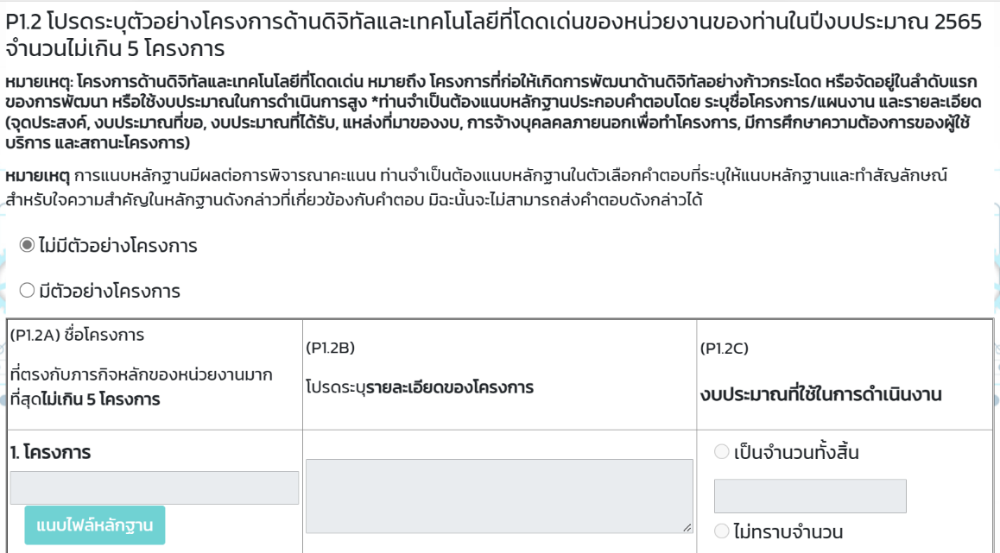 P1.2 โปรดระบุตัวอย่างโครงการด้านดิจิทัลและเทคโนโลยีที่โดดเด่นของหน่วยงานของท่านในปีงบประมาณ 2565
จำนวนไม่เกิน 5 โครงการ
หมายเหตุ: โครงการด้านดิจิทัลและเทคโนโลยีที่โดดเด่น หมายถึง โครงการที่ก่อให้เกิดการพัฒนาด้านดิจิทัลอย่างก้าวกระโดด หรือจัดอยู่ในลำดับแรก
ของการพัฒนา หรือใช้งบประมาณในการดำเนินการสูง *ท่านจำเป็นต้องแนบหลักฐานประกอบคำตอบโดย ระบุชื่อโครงการ/แผนงาน และรายละเอียด
(จุดประสงค์, งบประมาณที่ขอ, งบประมาณที่ได้รับ, แหล่งที่มาของงบ, การจ้างบุคคลภายนอกเพื่อทำโครงการ, มีการศึกษาความต้องการของผู้ใช้
บริการ และสถานะโครงการ)
หมายเหตุ การแนบหลักฐานมีผลต่อการพิจารณาคะแนน ท่านจำเป็นต้องแนบหลักฐานในตัวเลือกคำตอบที่ระบุให้แนบหลักฐานและทำสัญลักษณ์
สำหรับใจความสำคัญในหลักฐานดังกล่าวที่เกี่ยวข้องกับคำตอบ มิฉะนั้นจะไม่สามารถส่งคำตอบดังกล่าวได้
ไม่มีตัวอย่างโครงการ
มีตัวอย่างโครงการ
(P1.2A) ชื่อโครงการ
ที่ตรงกับภารกิจหลักของหน่วยงานมาก
ที่สุดไม่เกิน 5 โครงการ
(P1.2B)
โปรดระบุรายละเอียดของโครงการ
(P1.2C)
งบประมาณที่ใช้ในการดำเนินงาน
1. โครงการ
แนบไฟล์หลักฐาน
เป็นจำนวนทั้งสิ้น
ไม่ทราบจำนวน